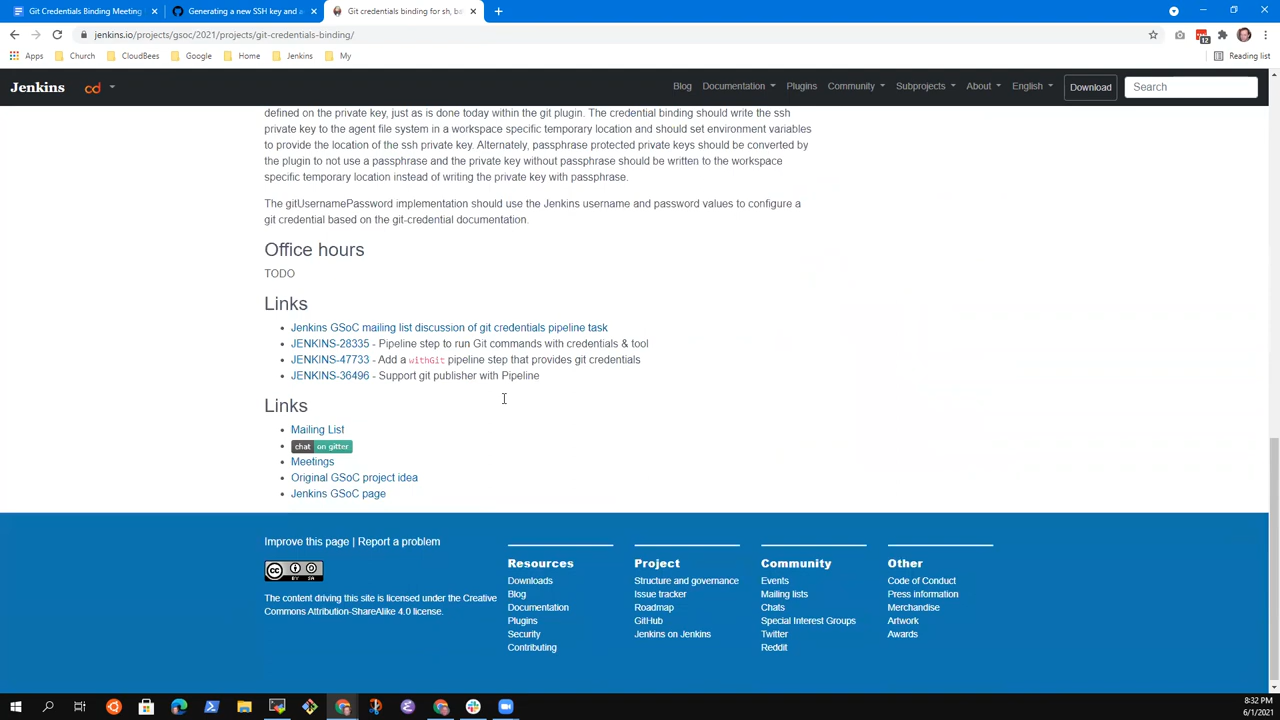 Git Credentials Binding Meeting
Generating a new SSH key and a
Git credentials binding for sh, ba
jenkins.io/projects/gsoc/2021/projects/git-credentials-binding/
12
Apps
Church
CloudBees
Google
Home
Jenkins
My
Reading list
Jenkins
cd
Blog
Documentation
Plugins
Community
Subprojects
About
English
Download
Search
defined on the private key, just as is done today within the git plugin. The credential binding should write the ssh
private key to the agent file system in a workspace specific temporary location and should set environment variables
to provide the location of the ssh private key. Alternately, passphrase protected private keys should be converted by
the plugin to not use a passphrase and the private key without passphrase should be written to the workspace
specific temporary location instead of writing the private key with passphrase.
The gitUsernamePassword implementation should use the Jenkins username and password values to configure a
git credential based on the git-credential documentation.
Office hours
TODO
Links
Jenkins GSoC mailing list discussion of git credentials pipeline task
JENKINS-28335 - Pipeline step to run Git commands with credentials & tool
JENKINS-47733 - Add a withGit pipeline step that provides git credentials
JENKINS-36496 - Support git publisher with Pipeline
Links
Mailing List
chat on gitter
Meetings
Original GSoC project idea
Jenkins GSoC page
Improve this page | Report a problem
CC
BY SA
The content driving this site is licensed under the Creative
Commons Attribution-ShareAlike 4.0 license.
Resources
Downloads
Blog
Documentation
Plugins
Security
Contributing
Project
Structure and governance
Issue tracker
Roadmap
GitHub
Jenkins on Jenkins
Community
Events
Mailing lists
Chats
Special Interest Groups
Twitter
Reddit
Other
Code of Conduct
Press information
Merchandise
Artwork
Awards
8:32 PM
6/1/2021